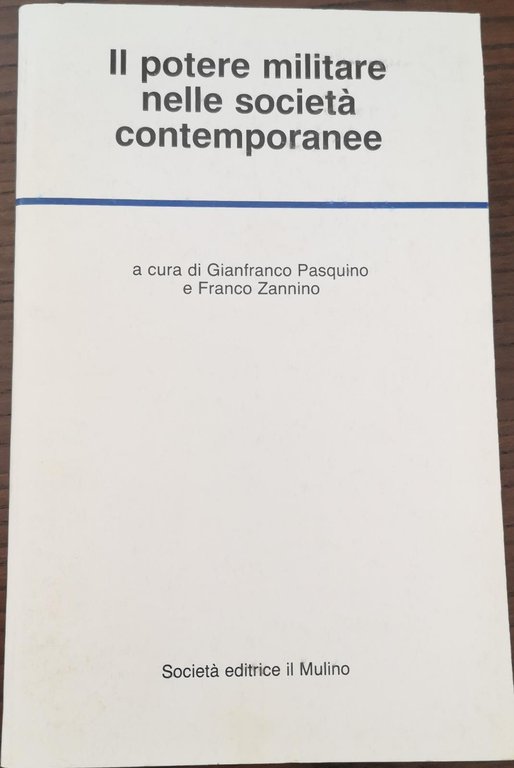 Il potere militare
nelle società
contemporanee
a cura di Gianfranco Pasquino
e Franco Zannino
Società editrice il Mulino